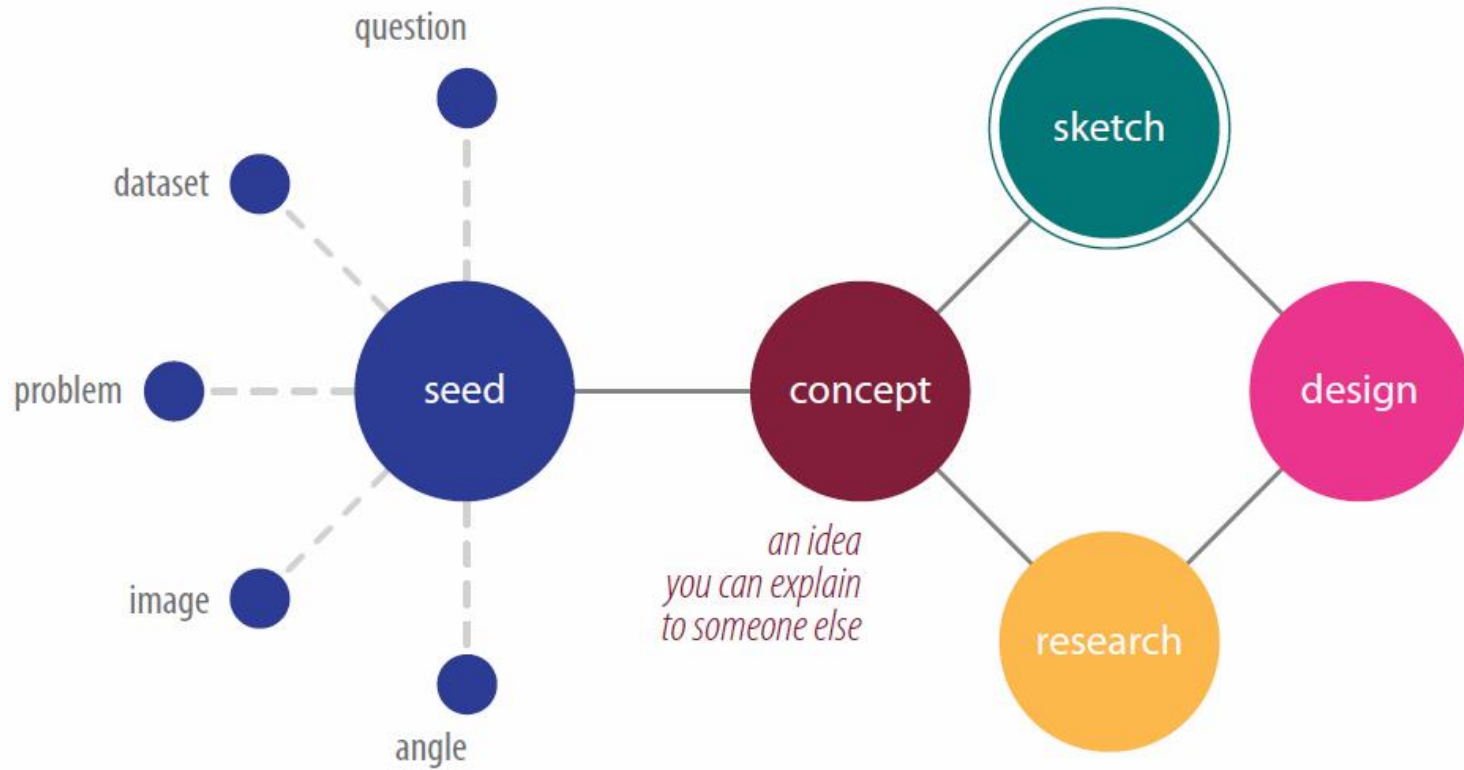 question
sketch
dataset
problem
seed
concept
design
an idea
you can explain
to someone else
image
research
angle